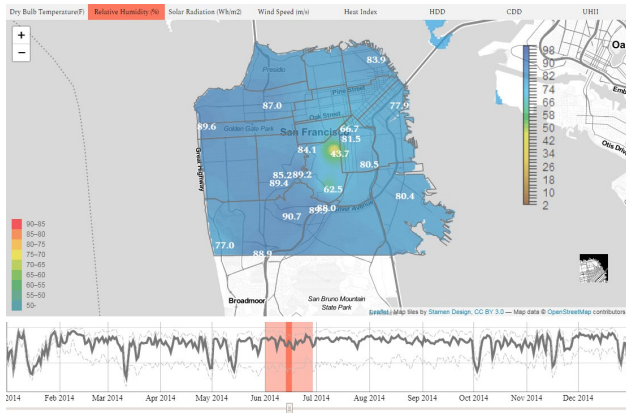 Dry Bulb Temperature(F) Relative Humidity (%) Solar Radiation (Wh/m2) Wind Speed (m/s) Heat Index HDD CDD UHII
+
−
83.9
Presidio
Pine Street
87.0
77.9
Oak Street
89.6
Golden Gate Park
San Francisco
66.7
81.5
84.1
43.7
80.5
Great Highway
85.2
89.2
89.4
62.5
80.4
90.7
88.0
77.0
88.9
Broadmoor
San Bruno Mountain
State Park
98
90
82
74
66
58
50
42
34
26
18
10
2
Oa
Otis Drive
90–85
85–80
75–80
70–75
65–70
60–65
55–60
50-
Leaflet | Map tiles by Stamen Design, CC BY 3.0 — Map data © OpenStreetMap contributors
2014 Feb 2014 Mar 2014 Apr 2014 May 2014 Jun 2014 Jul 2014 Aug 2014 Sep 2014 Oct 2014 Nov 2014 Dec 2014